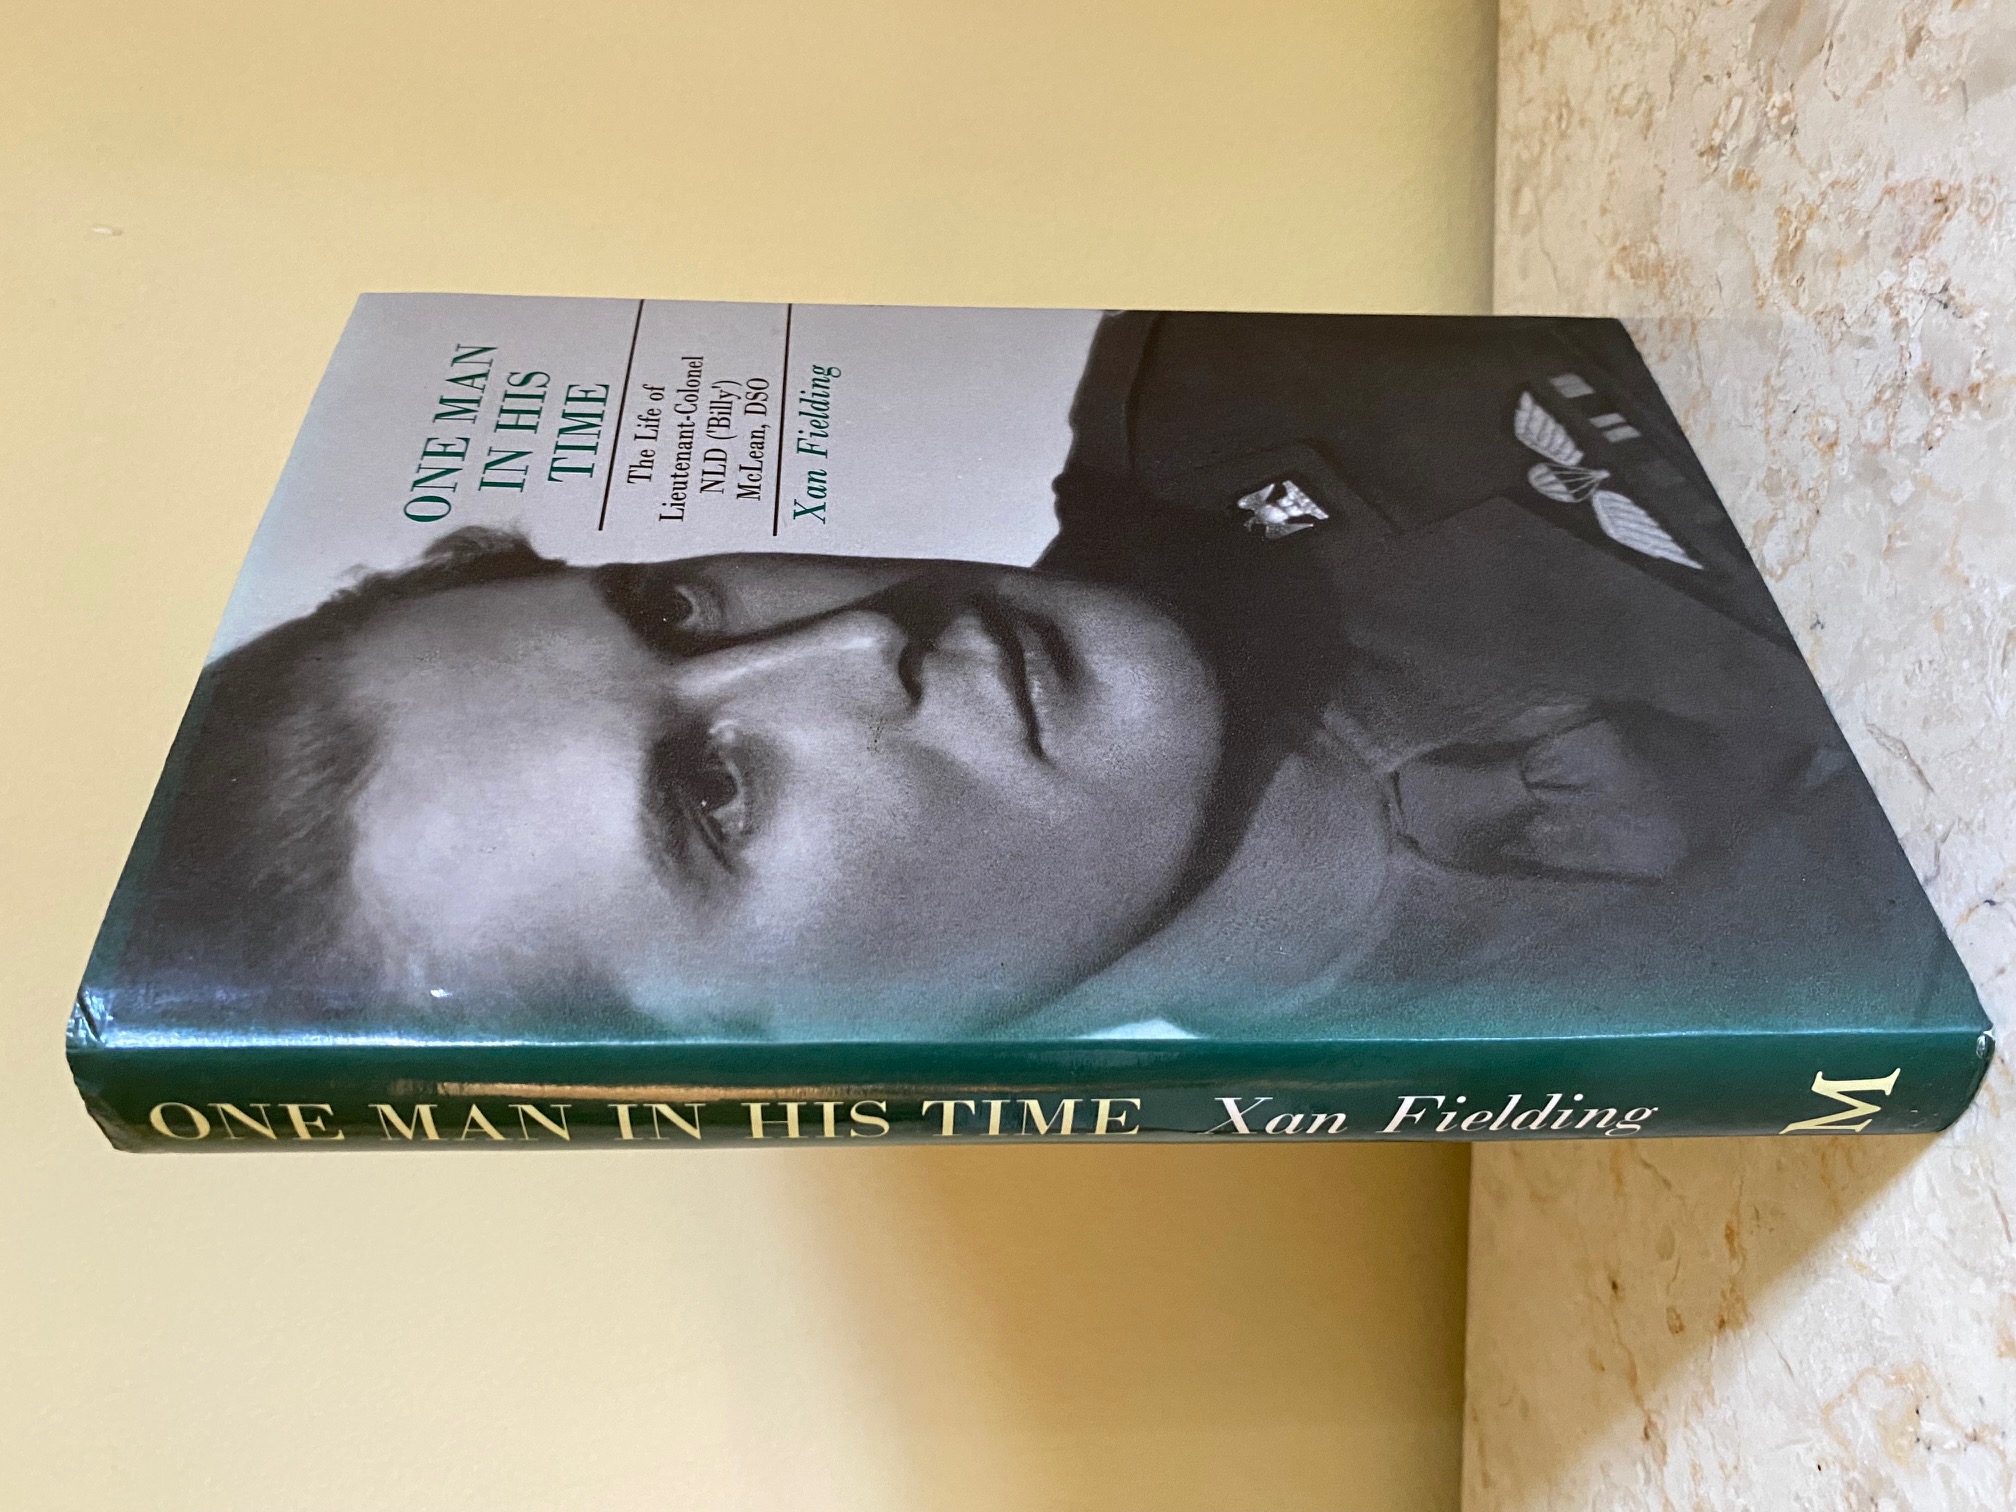 ONE MAN
IN HIS
TIME
The Life of
Lieutenant-Colonel
NLD ('Billy')
McLean, DSO
Xan Fielding
ONE MAN IN HIS TIME Xan Fielding M